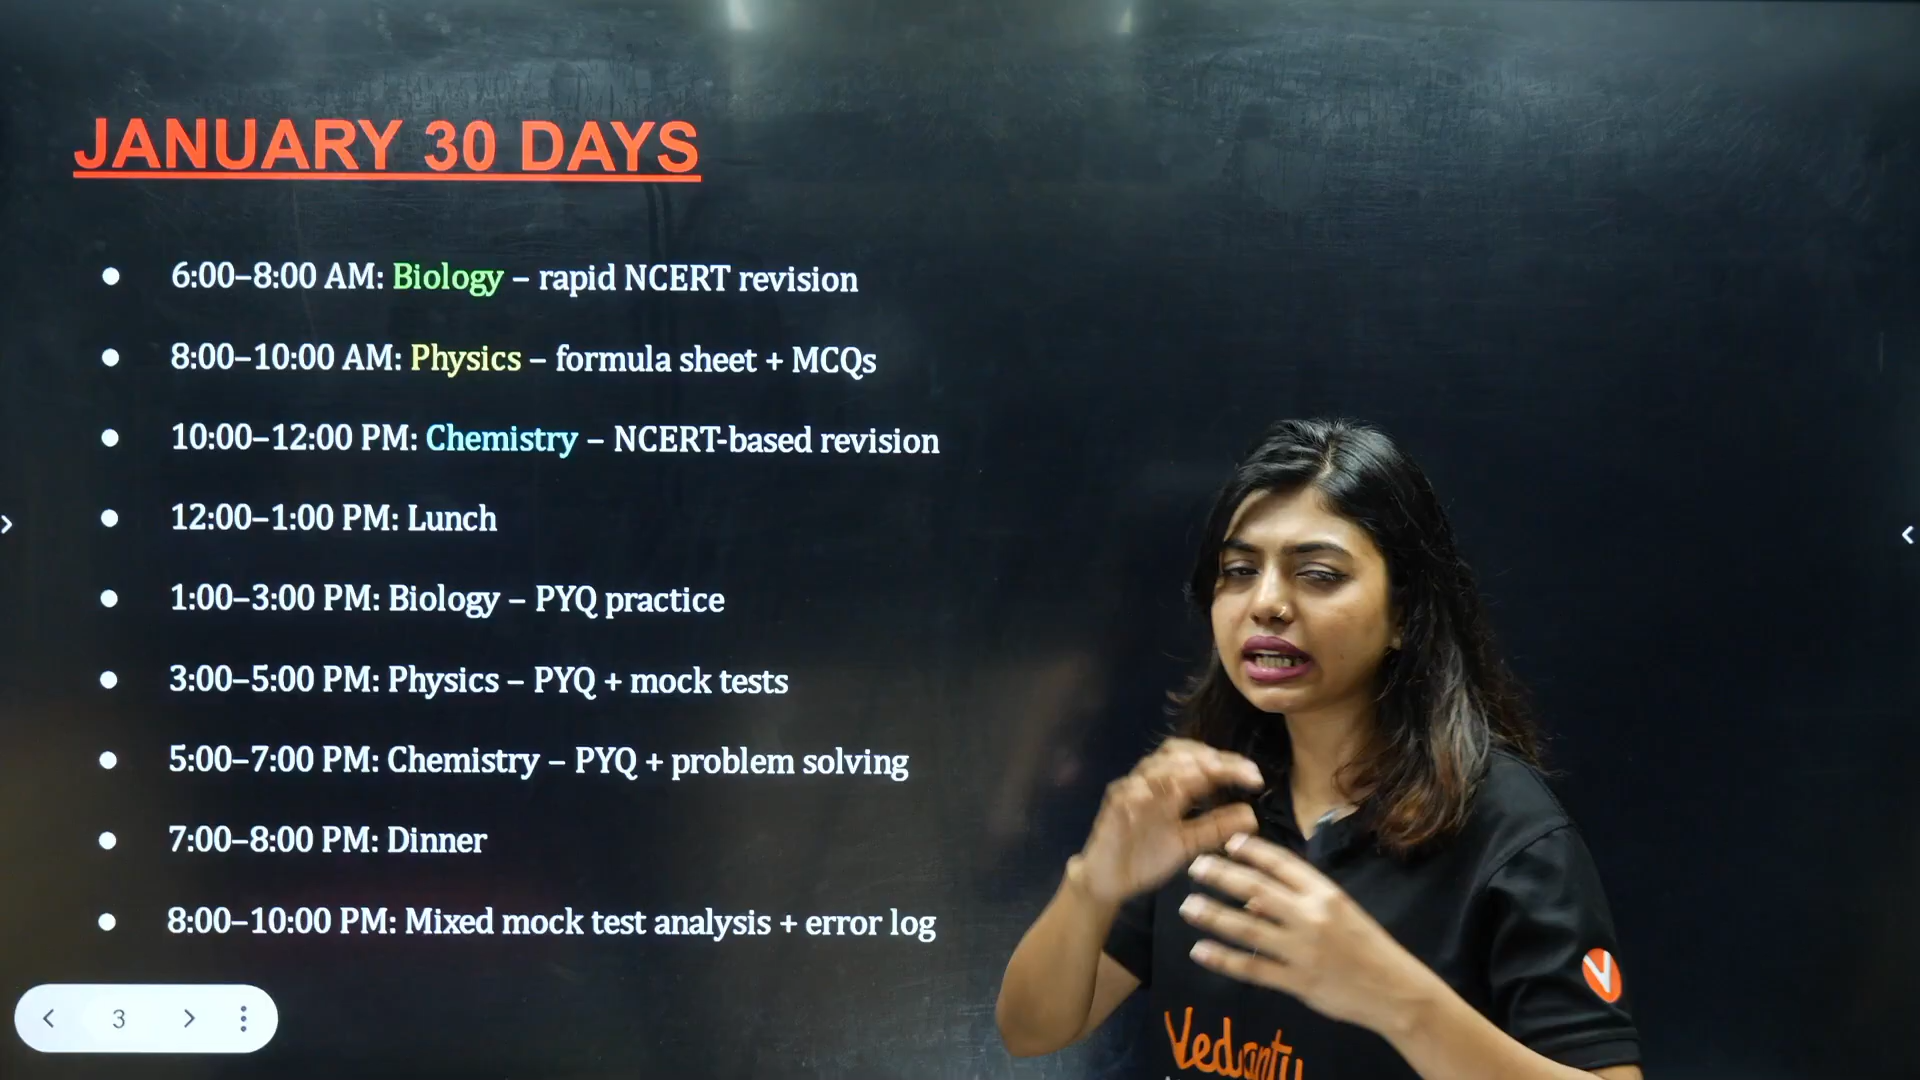 JANUARY 30 DAYS
● 6:00–8:00 AM: Biology – rapid NCERT revision
● 8:00–10:00 AM: Physics – formula sheet + MCQs
● 10:00–12:00 PM: Chemistry – NCERT-based revision
● 12:00–1:00 PM: Lunch
● 1:00–3:00 PM: Biology – PYQ practice
● 3:00–5:00 PM: Physics – PYQ + mock tests
● 5:00–7:00 PM: Chemistry – PYQ + problem solving
● 7:00–8:00 PM: Dinner
● 8:00–10:00 PM: Mixed mock test analysis + error log
3
V
Vedantu